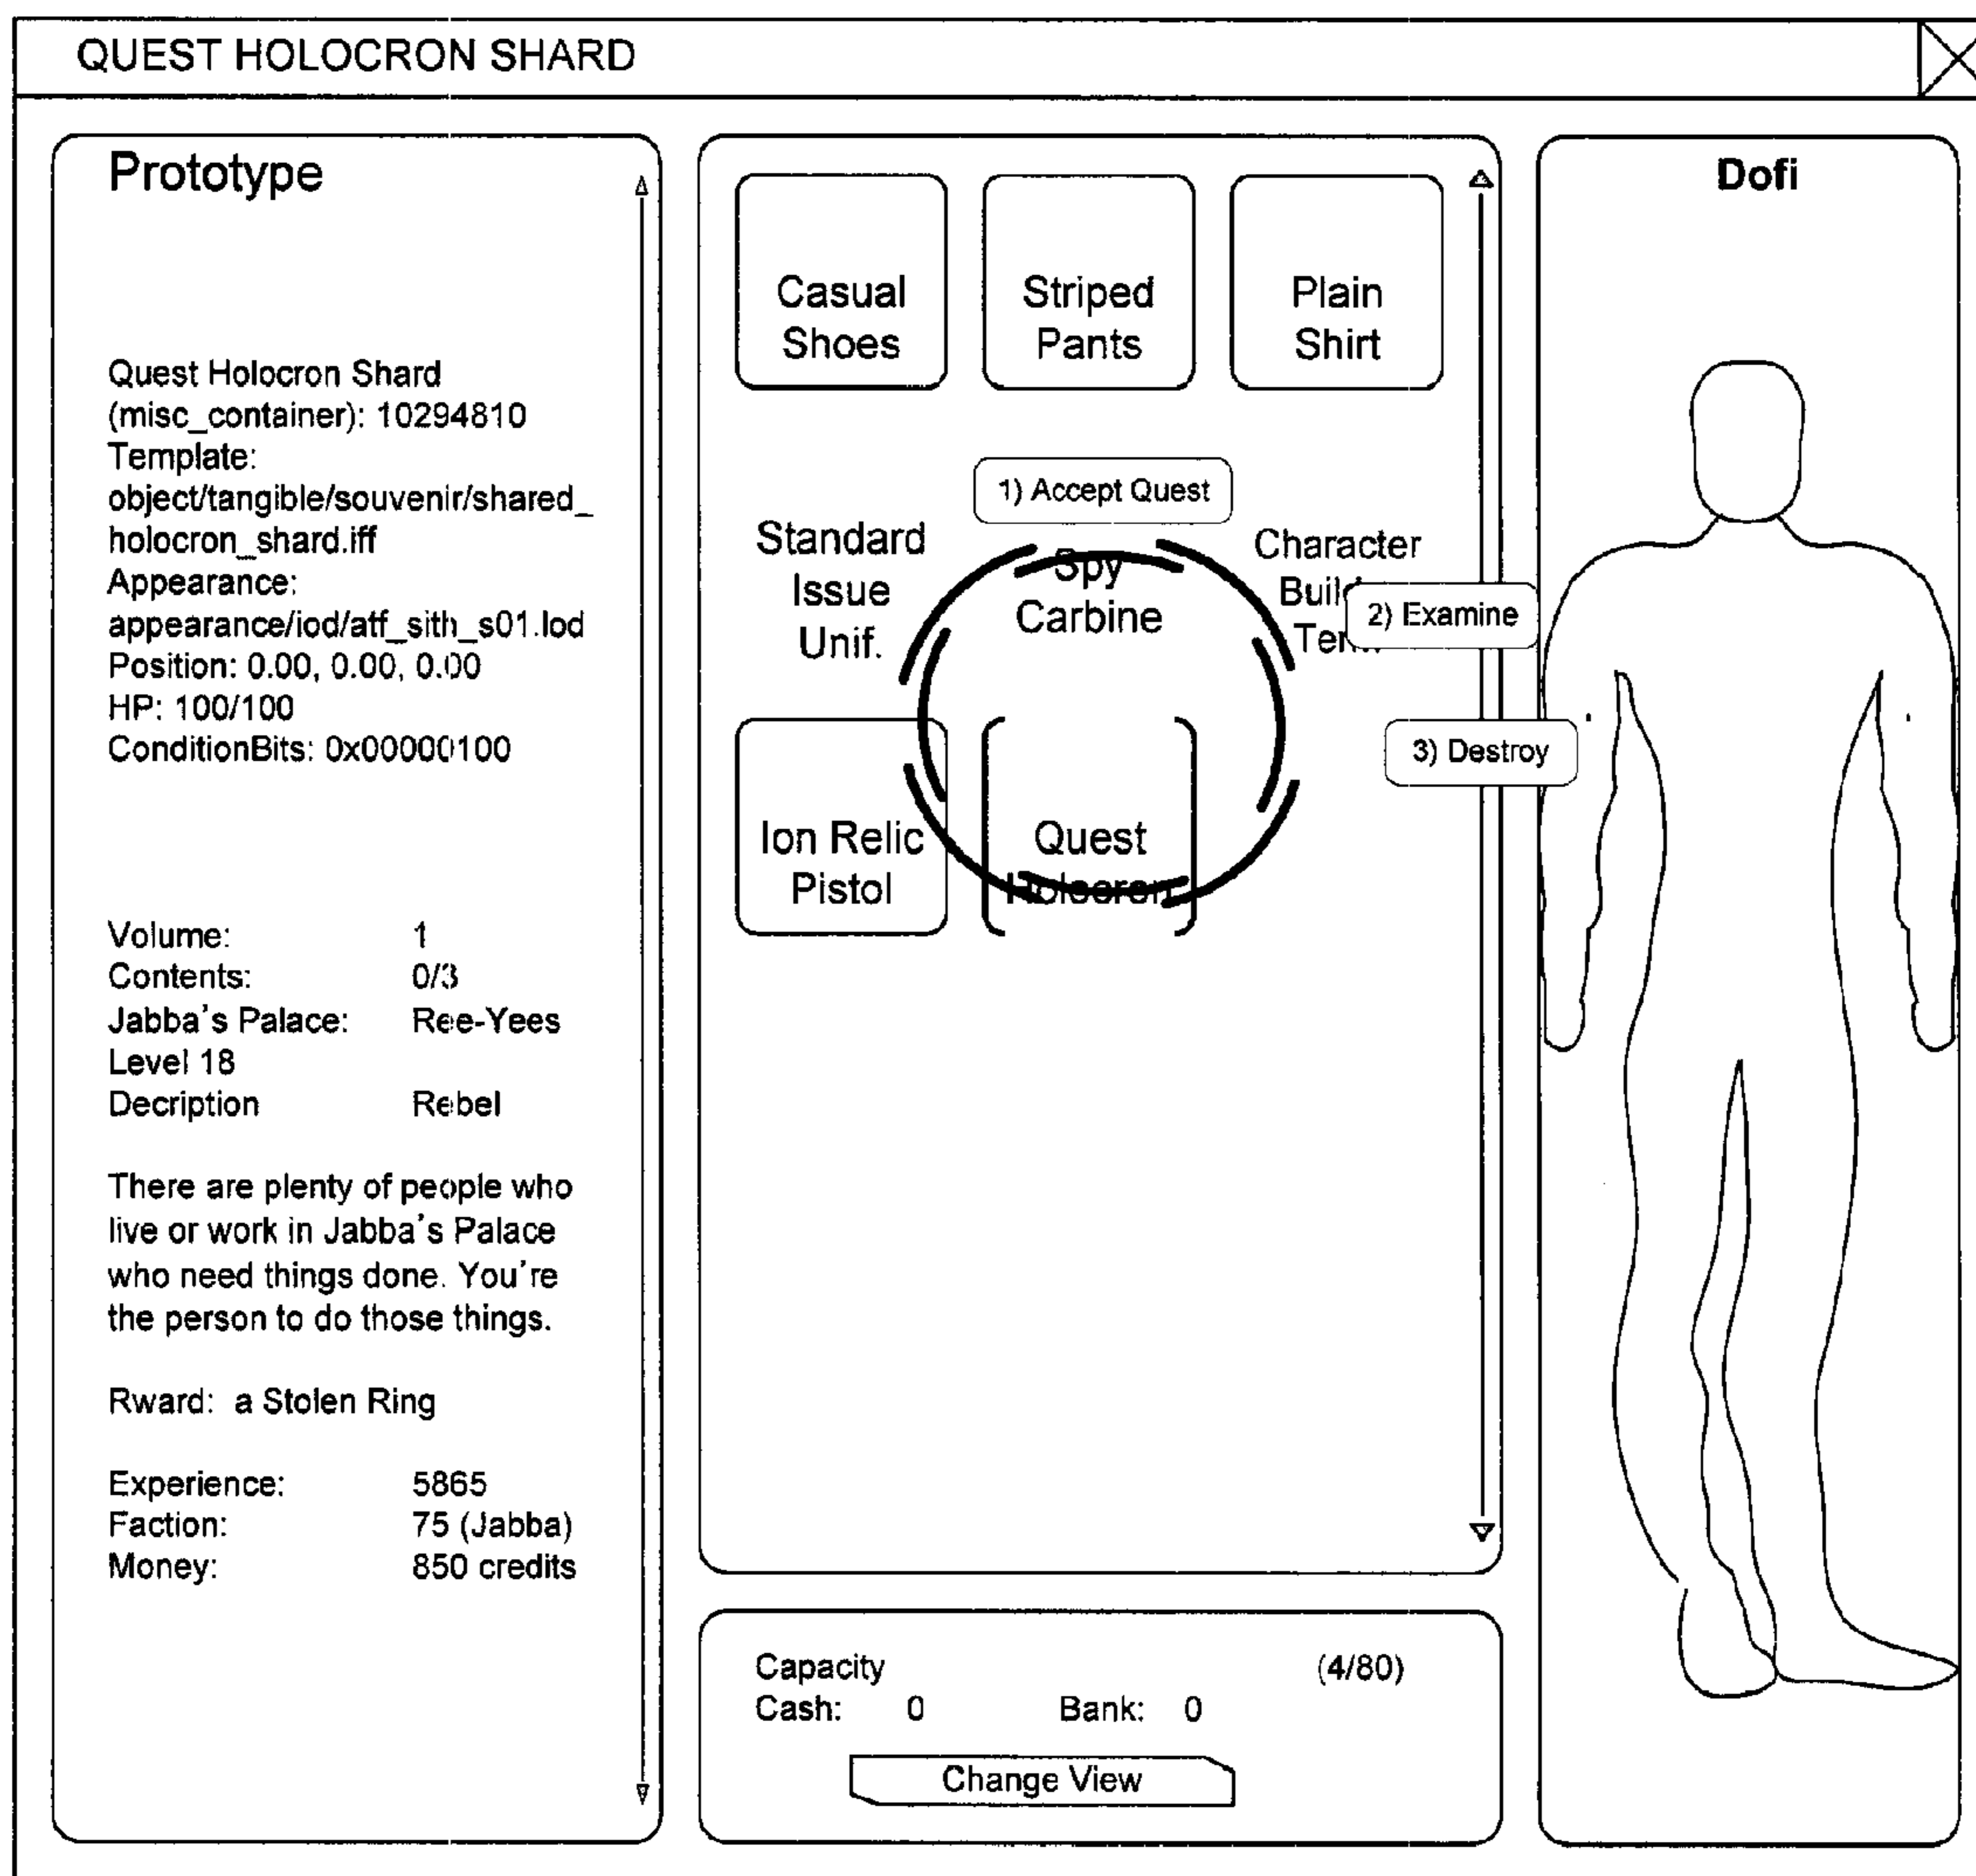 QUEST HOLOCRON SHARD
Prototype
Quest Holocron Shard
(misc_container): 10294810
Template:
object/tangible/souvenir/shared_
holocron_shard.iff
Appearance:
appearance/iod/atf_sith_s01.lod
Position: 0.00, 0.00, 0.00
HP: 100/100
ConditionBits: 0x00000100
Volume: 1
Contents: 0/3
Jabba's Palace: Ree-Yees
Level 18
Decription Rebel
There are plenty of people who
live or work in Jabba's Palace
who need things done. You're
the person to do those things.
Rward: a Stolen Ring
Experience: 5865
Faction: 75 (Jabba)
Money: 850 credits
Casual
Shoes
Striped
Pants
Plain
Shirt
1) Accept Quest
Standard
Issue
Unif.
Spy
Carbine
Character
2) Examine
3) Destroy
Ion Relic
Pistol
Quest
Holocron
Capacity (4/80)
Cash: 0 Bank: 0
Change View
Dofi